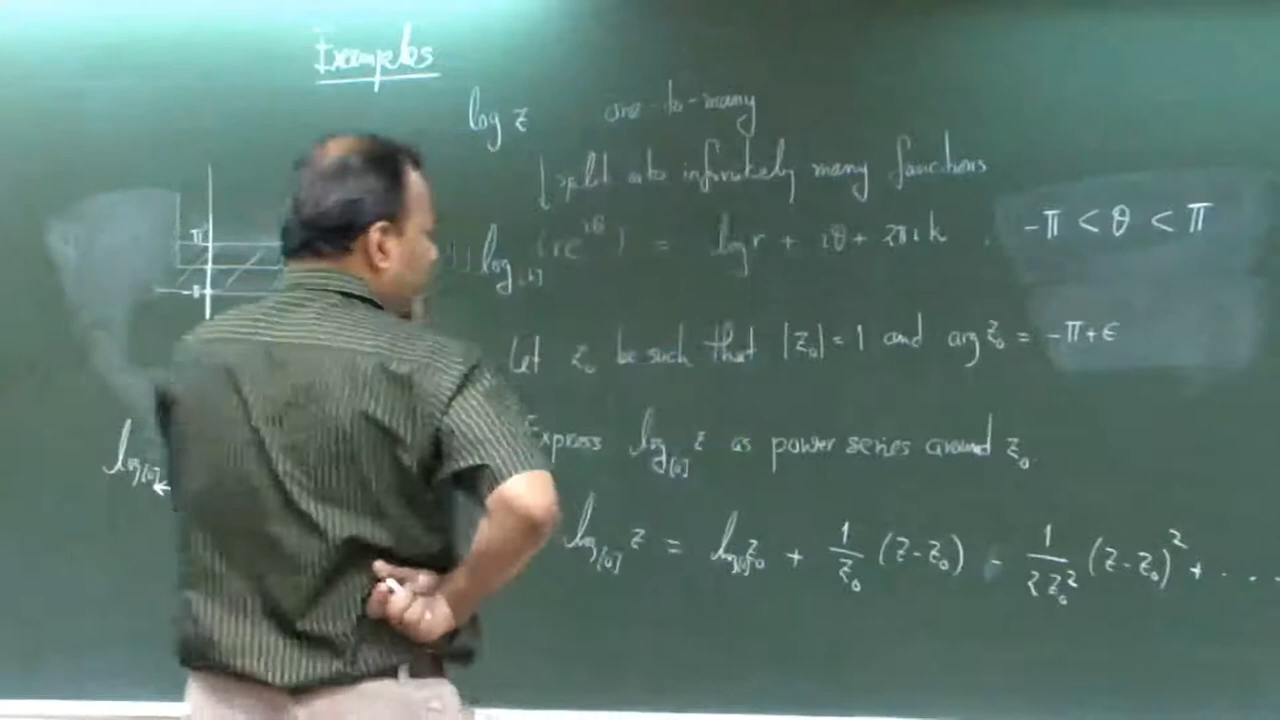 Examples
log z one-to-many
↓ split into infinitely many functions
log[k] (re^{iθ}) = log r + iθ + 2πik , -π < θ < π
π
-π
Let z₀ be such that |z₀| = 1 and arg z₀ = -π+ϵ
Express log[0] z as power series around z₀.
log[0]
log[0] z = log[0] z₀ + 1/z₀ (z-z₀) - 1/2z₀² (z-z₀)² + ....